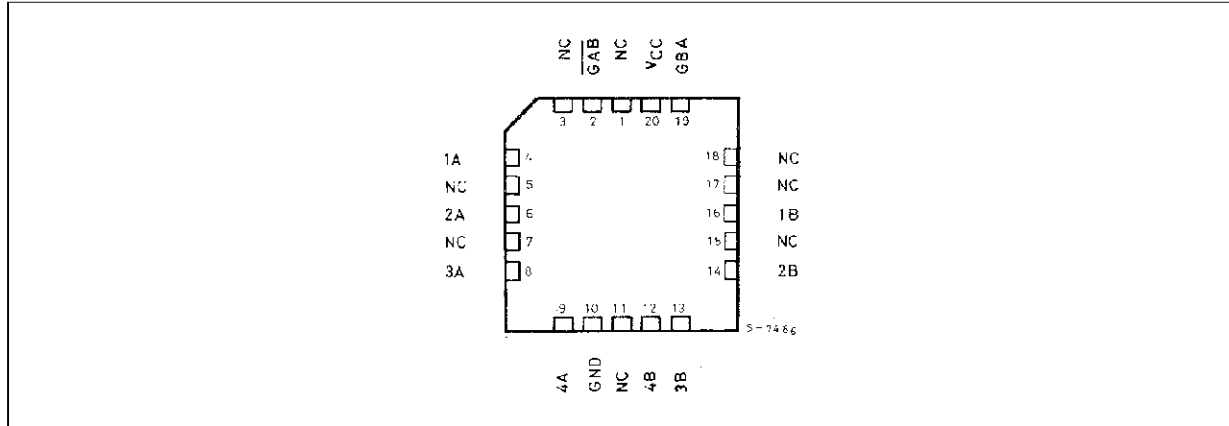 NC GAB NC VCC GBA
3 2 1 20 19
1A 4 18 NC
NC 5 17 NC
2A 6 16 1B
NC 7 15 NC
3A 8 14 2B
9 10 11 12 13
S-7486
4A GND NC 4B 3B